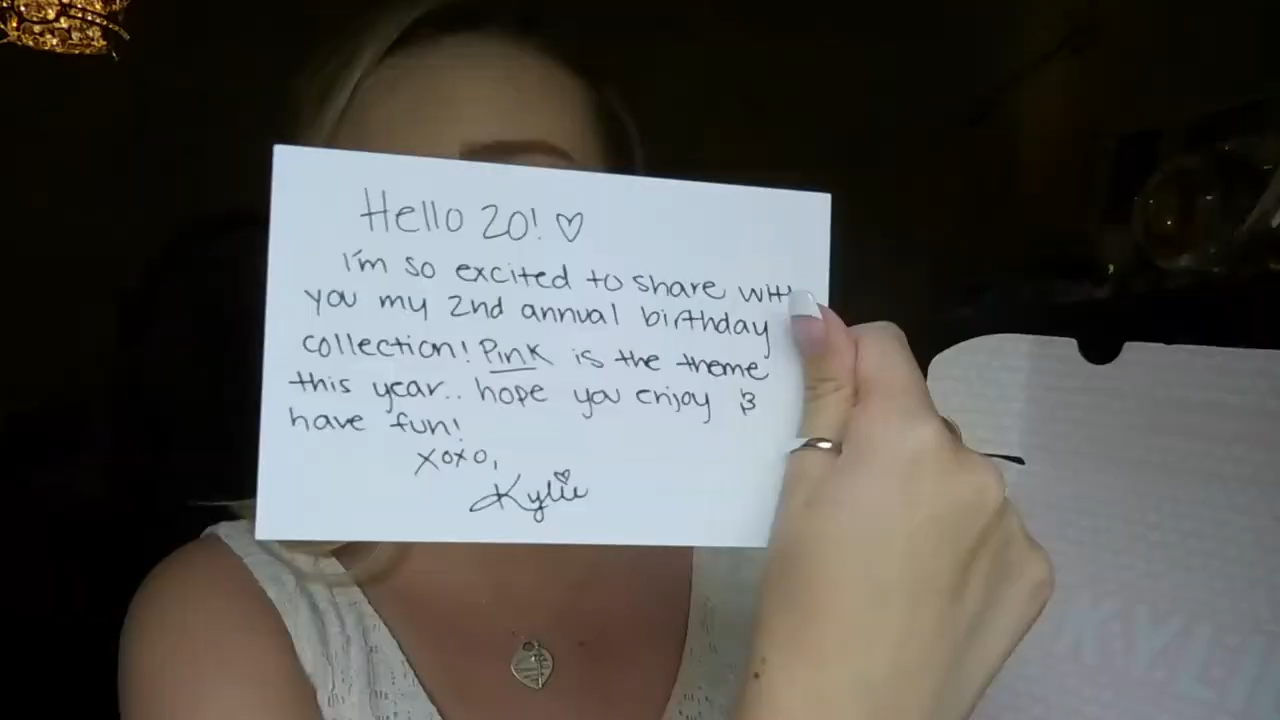 Hello 20! ♡
I'm so excited to share with
you my 2nd annual birthday
collection! Pink is the theme
this year.. hope you enjoy &
have fun!
xoxo,
Kylie
KYLI